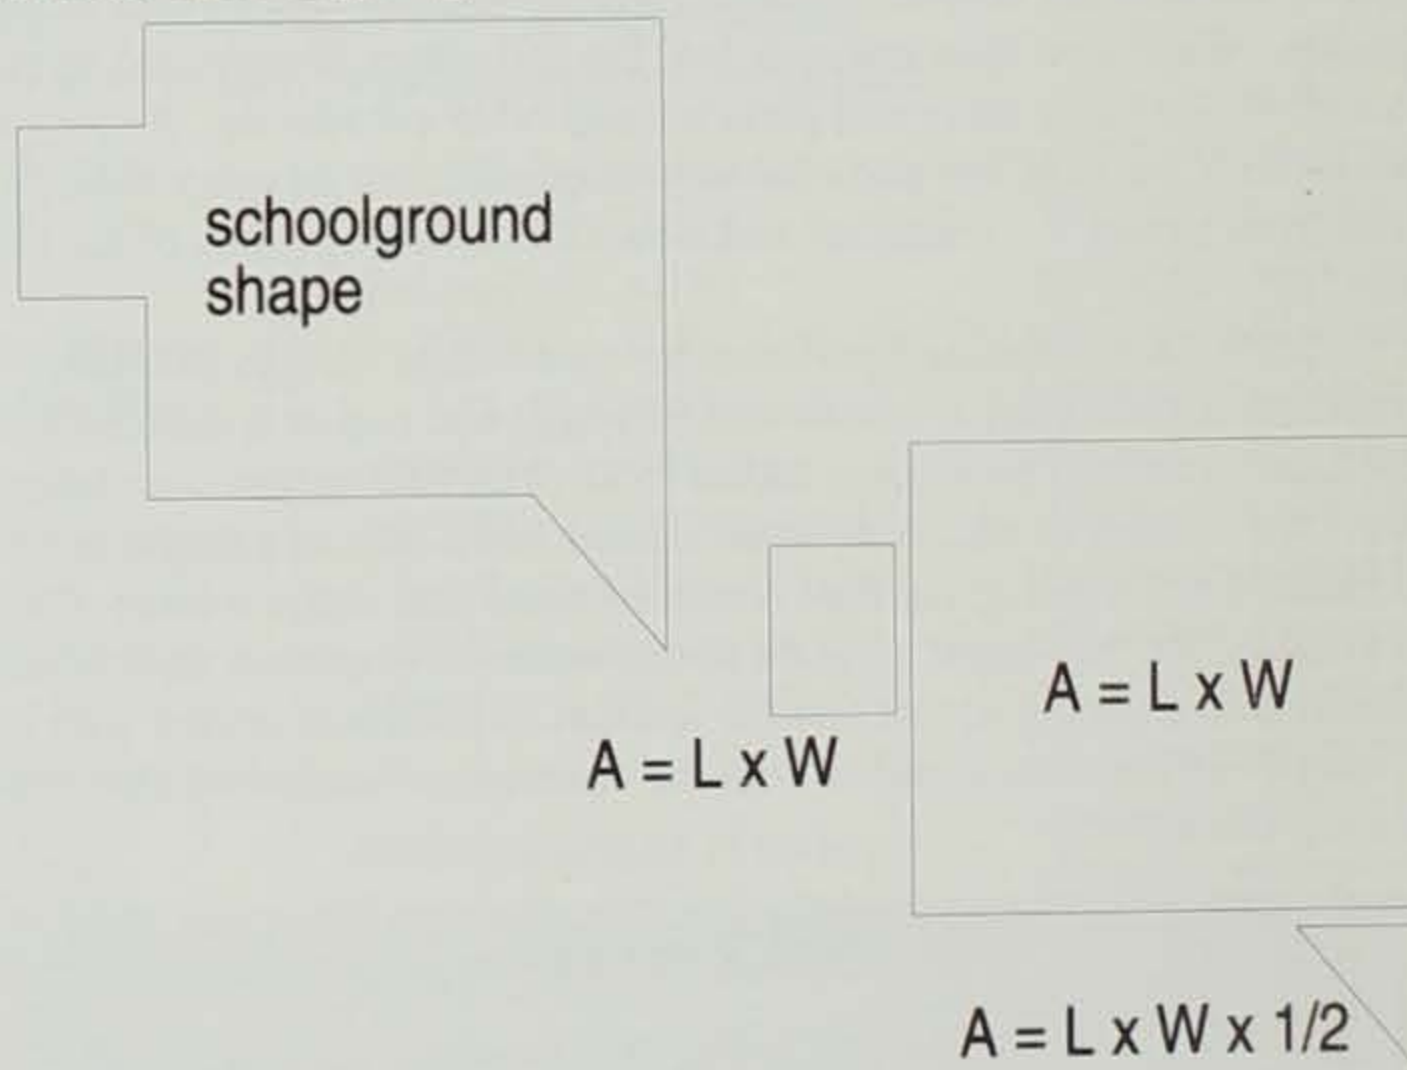 schoolground
shape
A = L x W
A = L x W
A = L x W x 1/2